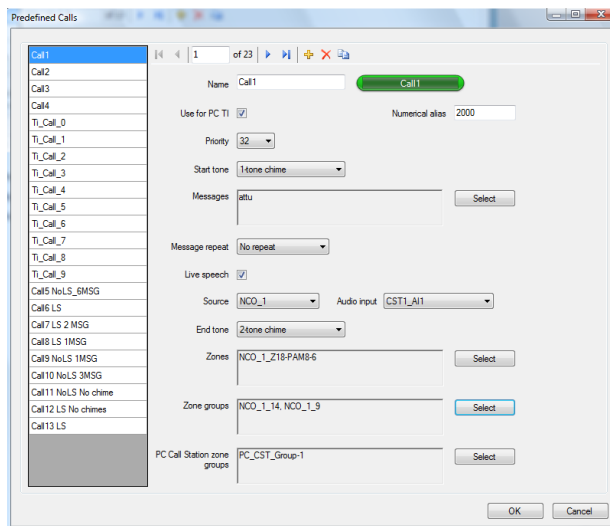 Predefined Calls
Call1
Call2
Call3
Call4
Ti_Call_0
Ti_Call_1
Ti_Call_2
Ti_Call_3
Ti_Call_4
Ti_Call_5
Ti_Call_6
Ti_Call_7
Ti_Call_8
Ti_Call_9
Call5 NoLS_6MSG
Call6 LS
Call7 LS 2 MSG
Call8 LS 1MSG
Call9 NoLS 1MSG
Call10 NoLS 3MSG
Call11 NoLS No chime
Call12 LS No chimes
Call13 LS
1 of 23
Name Call1 Call1
Use for PC TI Numerical alias 2000
Priority 32
Start tone 1-tone chime
Messages attu Select
Message repeat No repeat
Live speech
Source NCO_1 Audio input CST1_AI1
End tone 2-tone chime
Zones NCO_1_Z18-PAM8-6 Select
Zone groups NCO_1_14, NCO_1_9 Select
PC Call Station zone groups PC_CST_Group-1 Select
OK Cancel